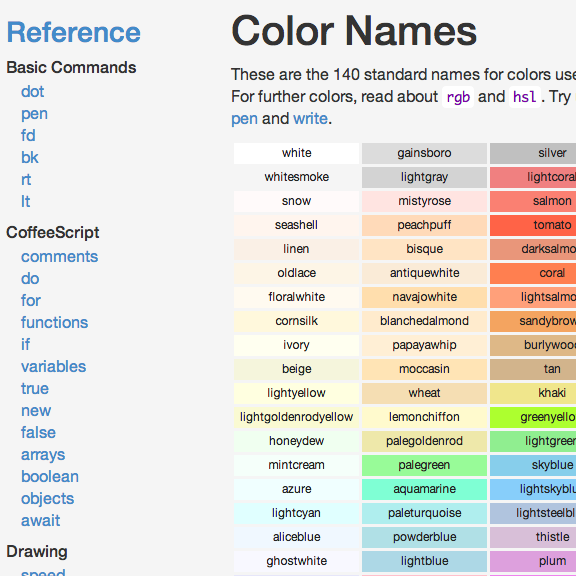 Reference
Basic Commands
dot
pen
fd
bk
rt
lt
CoffeeScript
comments
do
for
functions
if
variables
true
new
false
arrays
boolean
objects
await
Drawing
speed
Color Names
These are the 140 standard names for colors use
For further colors, read about rgb and hsl. Try
pen and write.
white gainsboro silver
whitesmoke lightgray lightcoral
snow mistyrose salmon
seashell peachpuff tomato
linen bisque darksalmo
oldlace antiquewhite coral
floralwhite navajowhite lightsalmo
cornsilk blanchedalmond sandybrow
ivory papayawhip burlywood
beige moccasin tan
lightyellow wheat khaki
lightgoldenrodyellow lemonchiffon greenyello
honeydew palegoldenrod lightgreen
mintcream palegreen skyblue
azure aquamarine lightskyblu
lightcyan paleturquoise lightsteelbl
aliceblue powderblue thistle
ghostwhite lightblue plum